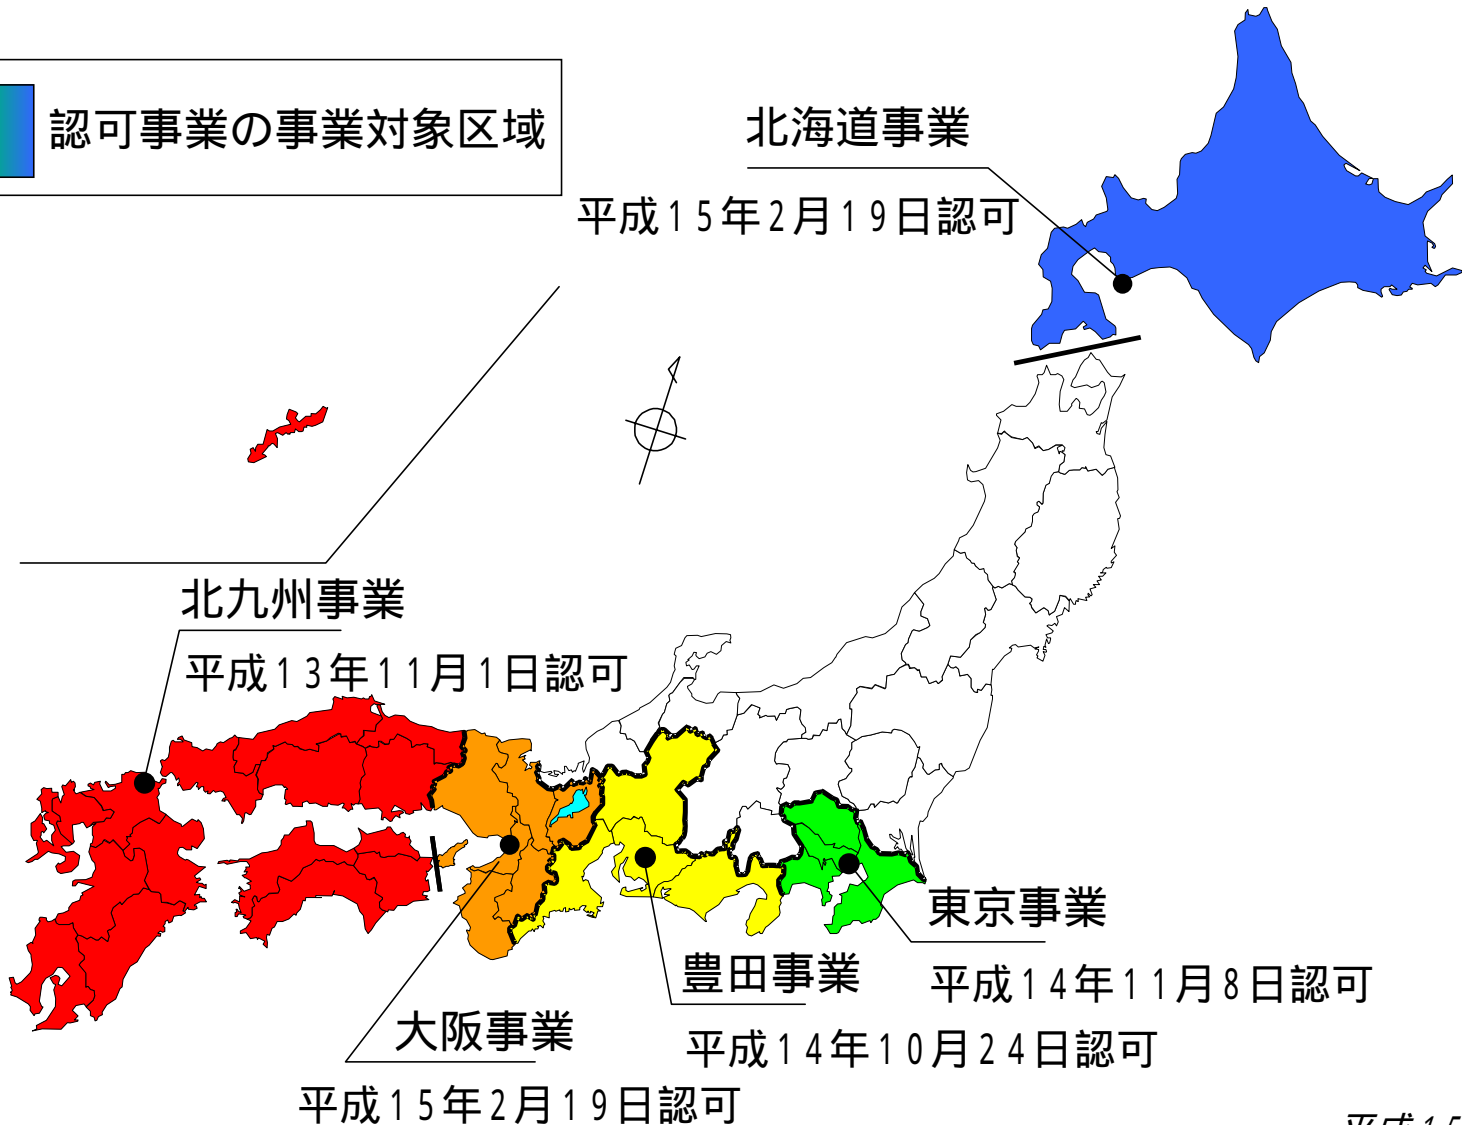 認可事業の事業対象区域
北海道事業
平成15年2月19日認可
北九州事業
平成13年11月1日認可
東京事業
平成14年11月8日認可
豊田事業
平成14年10月24日認可
大阪事業
平成15年2月19日認可
平成15